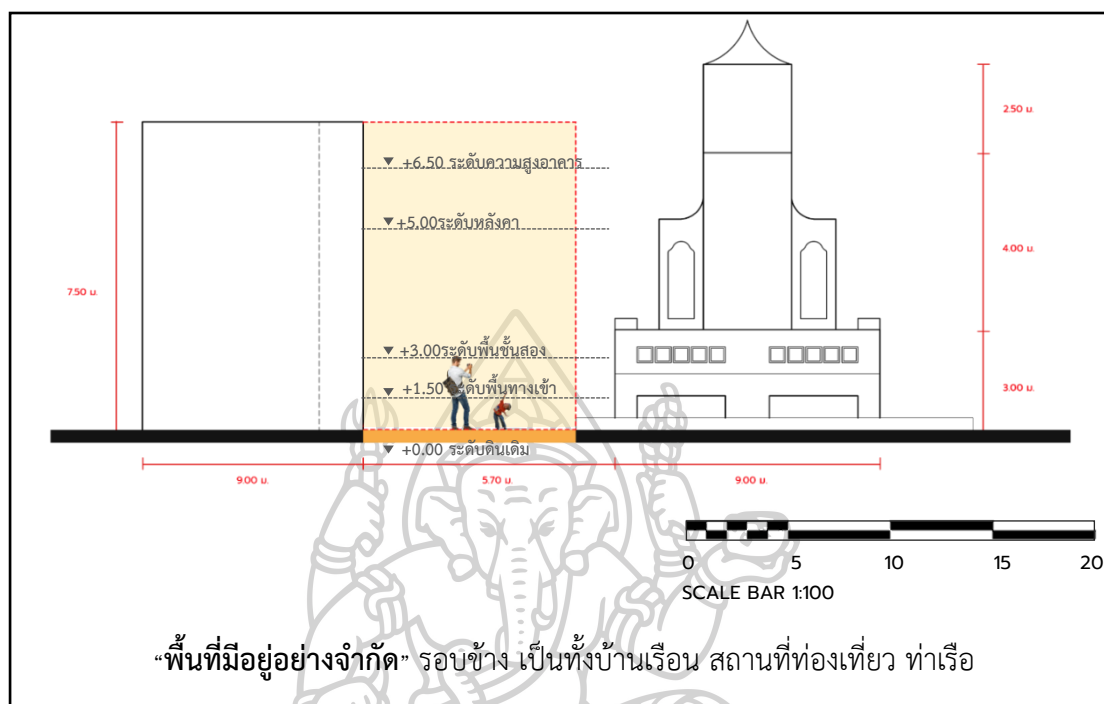 2.50 ม.
▼ +6.50 ระดับความสูงอาคาร
▼+5.00ระดับหลังคา
4.00 ม.
7.50 ม.
▼ +3.00ระดับพื้นชั้นสอง
▼ +1.50 ระดับพื้นทางเข้า
3.00 ม.
▼ +0.00 ระดับดินเดิม
9.00 ม. 5.70 ม. 9.00 ม.
0 5 10 15 20
SCALE BAR 1:100
“พื้นที่มีอยู่อย่างจำกัด” รอบข้าง เป็นทั้งบ้านเรือน สถานที่ท่องเที่ยว ท่าเรือ